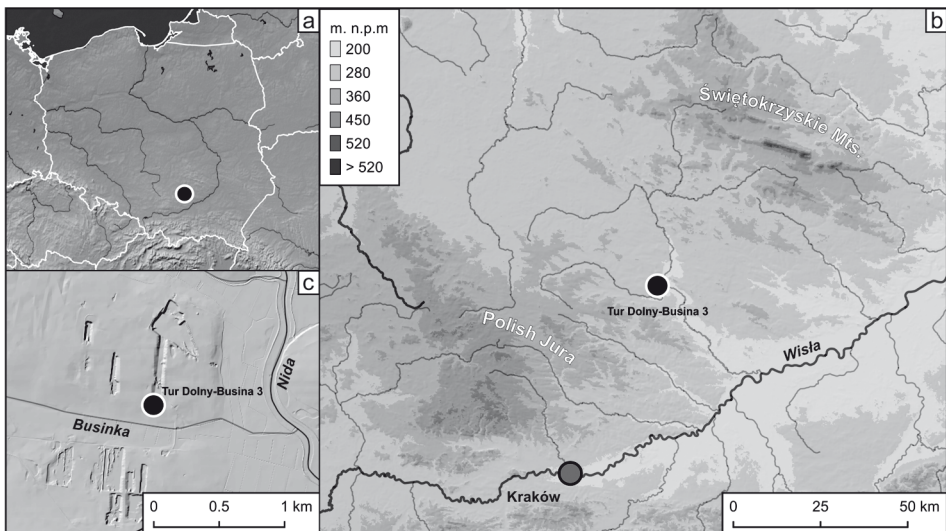 a
m. n.p.m
200
280
360
450
520
> 520
b
Świętokrzyskie Mts.
Tur Dolny-Busina 3
Polish Jura
Wisła
Kraków
0 25 50 km
c
Tur Dolny-Busina 3
Nida
Businka
0 0.5 1 km